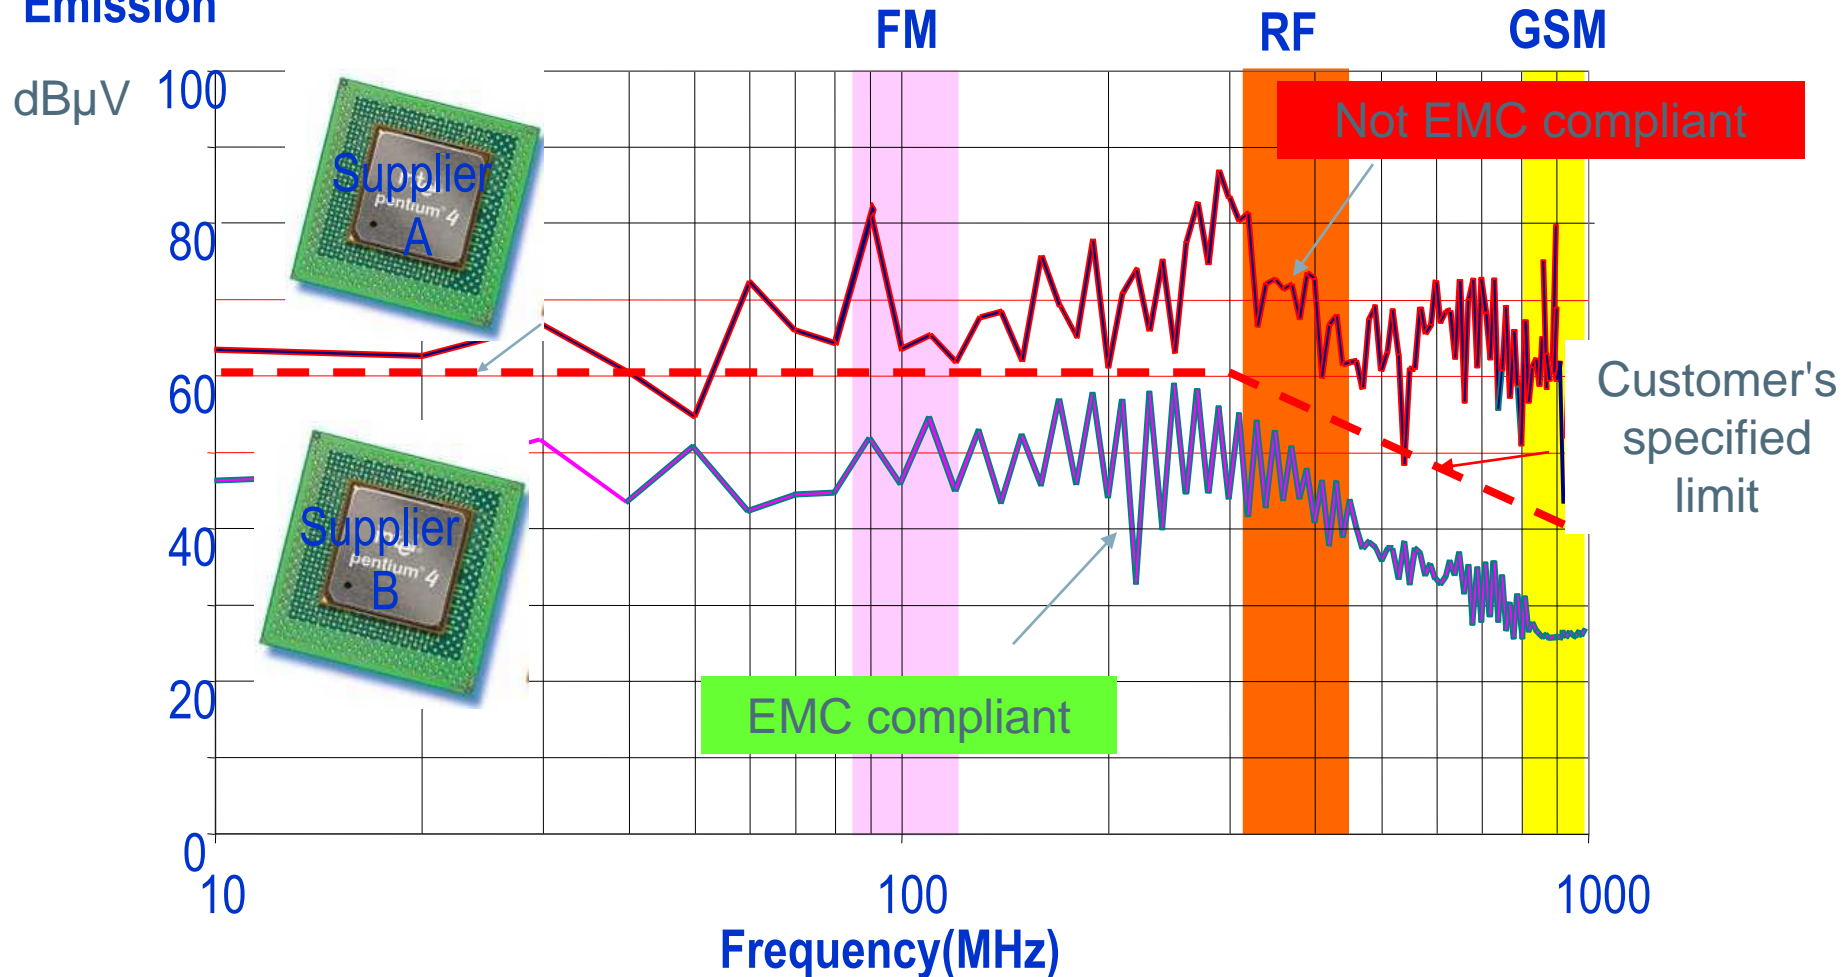 Emission
FM
RF
GSM
dBµV
100
Not EMC compliant
Supplier
A
pentium 4
80
60
Customer's
specified
limit
Supplier
B
pentium 4
40
20
EMC compliant
0
10
100
1000
Frequency(MHz)